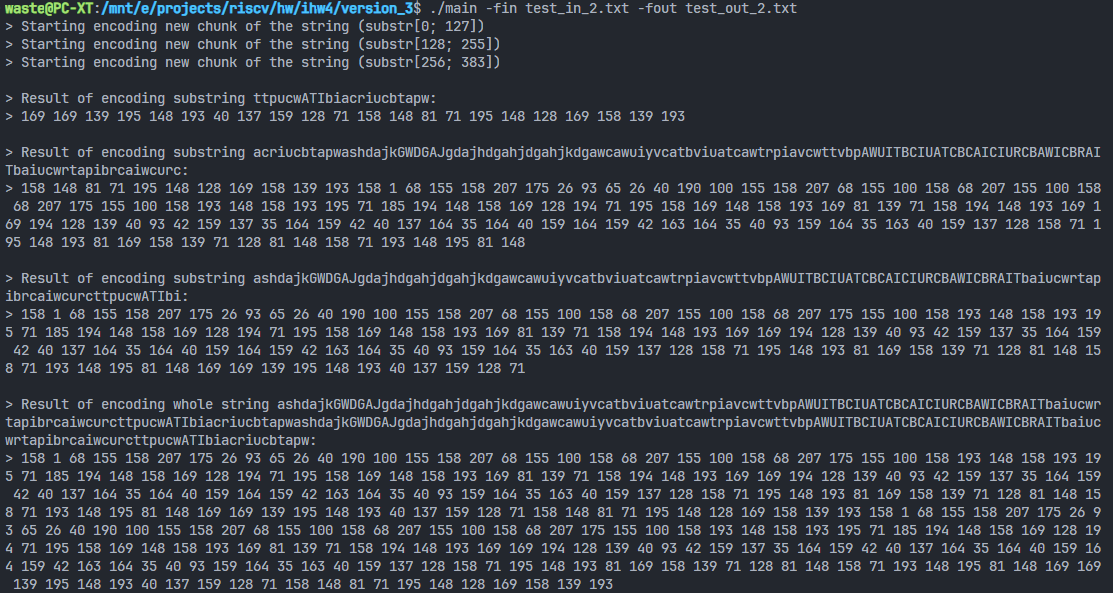 waste@PC-XT:/mnt/e/projects/riscv/hw/ihw4/version_3$ ./main -fin test_in_2.txt -fout test_out_2.txt
> Starting encoding new chunk of the string (substr[0; 127])
> Starting encoding new chunk of the string (substr[128; 255])
> Starting encoding new chunk of the string (substr[256; 383])
> Result of encoding substring ttpucwATIbiacriucbtapw:
> 169 169 139 195 148 193 40 137 159 128 71 158 148 81 71 195 148 128 169 158 139 193
> Result of encoding substring acriucbtapwashdajkGWDGAJgdajhdgahjdgahjkdgawcawuiyvcatbviuatcawtrpiavcwttvbpAWUITBCIUATCBCAICIURCBAWICBRAI
Tbaiucwrtapibrcaiwcurc:
> 158 148 81 71 195 148 128 169 158 139 193 158 1 68 155 158 207 175 26 93 65 26 40 190 100 155 158 207 68 155 100 158 68 207 155 100 158
 68 207 175 155 100 158 193 148 158 193 195 71 185 194 148 158 169 128 194 71 195 158 169 148 158 193 169 81 139 71 158 194 148 193 169 1
69 194 128 139 40 93 42 159 137 35 164 159 42 40 137 164 35 164 40 159 164 159 42 163 164 35 40 93 159 164 35 163 40 159 137 128 158 71 1
95 148 193 81 169 158 139 71 128 81 148 158 71 193 148 195 81 148
> Result of encoding substring ashdajkGWDGAJgdajhdgahjdgahjkdgawcawuiyvcatbviuatcawtrpiavcwttvbpAWUITBCIUATCBCAICIURCBAWICBRAITbaiucwrtap
ibrcaiwcurcttpucwATIbi:
> 158 1 68 155 158 207 175 26 93 65 26 40 190 100 155 158 207 68 155 100 158 68 207 155 100 158 68 207 175 155 100 158 193 148 158 193 19
5 71 185 194 148 158 169 128 194 71 195 158 169 148 158 193 169 81 139 71 158 194 148 193 169 169 194 128 139 40 93 42 159 137 35 164 159
 42 40 137 164 35 164 40 159 164 159 42 163 164 35 40 93 159 164 35 163 40 159 137 128 158 71 195 148 193 81 169 158 139 71 128 81 148 15
8 71 193 148 195 81 148 169 169 139 195 148 193 40 137 159 128 71
> Result of encoding whole string ashdajkGWDGAJgdajhdgahjdgahjkdgawcawuiyvcatbviuatcawtrpiavcwttvbpAWUITBCIUATCBCAICIURCBAWICBRAITbaiucwr
tapibrcaiwcurcttpucwATIbiacriucbtapwashdajkGWDGAJgdajhdgahjdgahjkdgawcawuiyvcatbviuatcawtrpiavcwttvbpAWUITBCIUATCBCAICIURCBAWICBRAITbaiuc
wrtapibrcaiwcurcttpucwATIbiacriucbtapw:
> 158 1 68 155 158 207 175 26 93 65 26 40 190 100 155 158 207 68 155 100 158 68 207 155 100 158 68 207 175 155 100 158 193 148 158 193 19
5 71 185 194 148 158 169 128 194 71 195 158 169 148 158 193 169 81 139 71 158 194 148 193 169 169 194 128 139 40 93 42 159 137 35 164 159
 42 40 137 164 35 164 40 159 164 159 42 163 164 35 40 93 159 164 35 163 40 159 137 128 158 71 195 148 193 81 169 158 139 71 128 81 148 15
8 71 193 148 195 81 148 169 169 139 195 148 193 40 137 159 128 71 158 148 81 71 195 148 128 169 158 139 193 158 1 68 155 158 207 175 26 9
3 65 26 40 190 100 155 158 207 68 155 100 158 68 207 155 100 158 68 207 175 155 100 158 193 148 158 193 195 71 185 194 148 158 169 128 19
4 71 195 158 169 148 158 193 169 81 139 71 158 194 148 193 169 169 194 128 139 40 93 42 159 137 35 164 159 42 40 137 164 35 164 40 159 16
4 159 42 163 164 35 40 93 159 164 35 163 40 159 137 128 158 71 195 148 193 81 169 158 139 71 128 81 148 158 71 193 148 195 81 148 169 169
 139 195 148 193 40 137 159 128 71 158 148 81 71 195 148 128 169 158 139 193